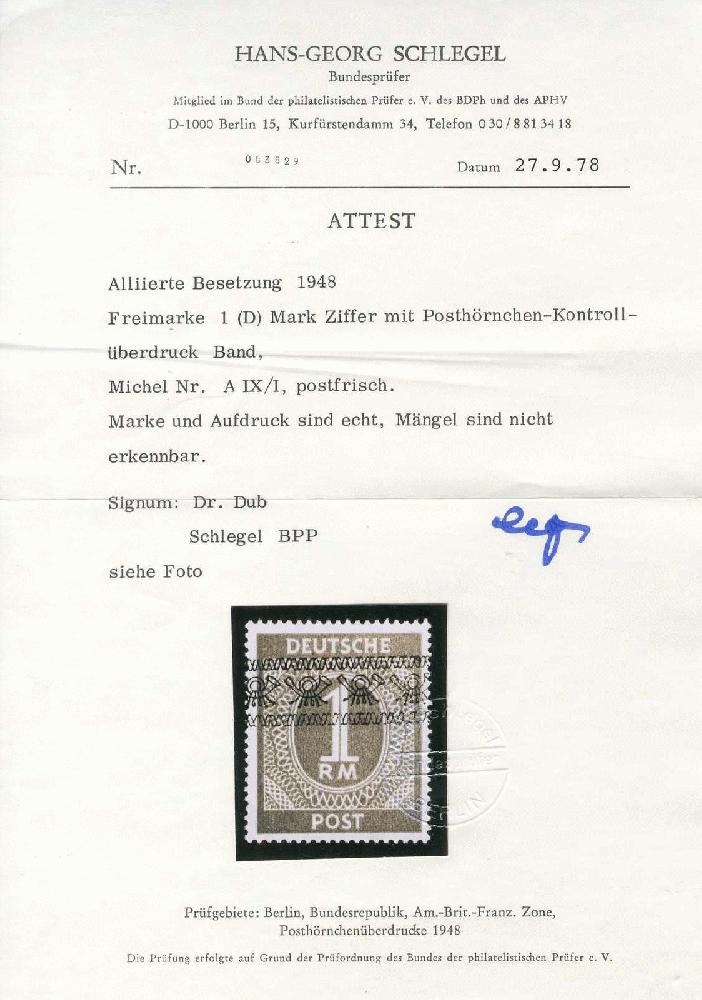 HANS-GEORG SCHLEGEL
Bundesprüfer
Mitglied im Bund der philatelistischen Prüfer e. V. des BDPh und des APHV
D-1000 Berlin 15, Kurfürstendamm 34, Telefon 030/8813418
Nr.
Datum 27.9.78
ATTEST
Alliierte Besetzung 1948
Freimarke 1 (D) Mark Ziffer mit Posthörnchen-Kontroll-
überdruck Band,
Michel Nr. A IX/I, postfrisch.
Marke und Aufdruck sind echt, Mängel sind nicht
erkennbar.
Signum: Dr. Dub
Schlegel BPP
siehe Foto
DEUTSCHE
1
RM
POST
BERLIN
Prüfgebiete: Berlin, Bundesrepublik, Am.-Brit.-Franz. Zone,
Posthörnchenüberdrucke 1948
Die Prüfung erfolgte auf Grund der Prüfordnung des Bundes der philatelistischen Prüfer e. V.